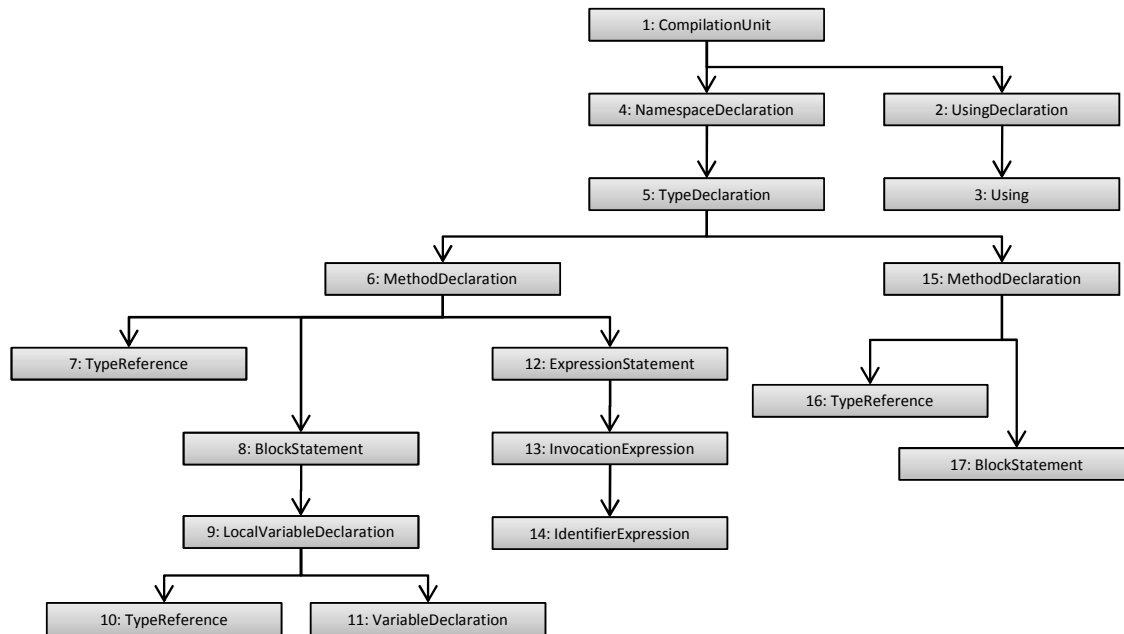 1: CompilationUnit
4: NamespaceDeclaration
2: UsingDeclaration
5: TypeDeclaration
3: Using
6: MethodDeclaration
15: MethodDeclaration
7: TypeReference
12: ExpressionStatement
16: TypeReference
8: BlockStatement
13: InvocationExpression
17: BlockStatement
9: LocalVariableDeclaration
14: IdentifierExpression
10: TypeReference
11: VariableDeclaration